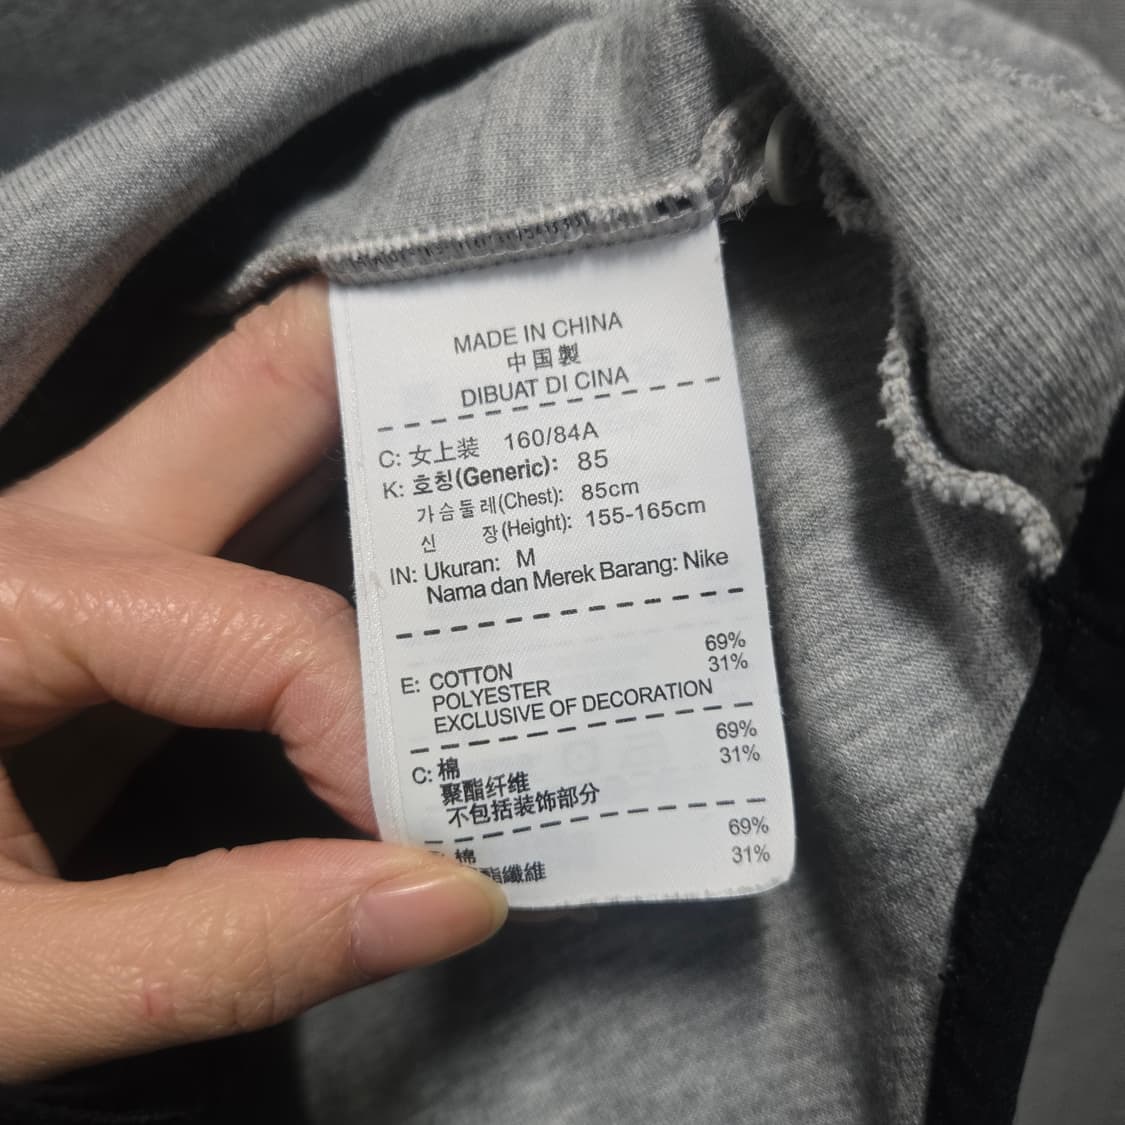 MADE IN CHINA
中国製
DIBUAT DI CINA
C: 女上装 160/84A
K: 호칭(Generic): 85
가슴둘레(Chest): 85cm
신 장(Height): 155-165cm
IN: Ukuran: M
Nama dan Merek Barang: Nike
E: COTTON 69%
POLYESTER 31%
EXCLUSIVE OF DECORATION
C: 棉 69%
聚酯纤维 31%
不包括装饰部分
棉 69%
酯纖維 31%